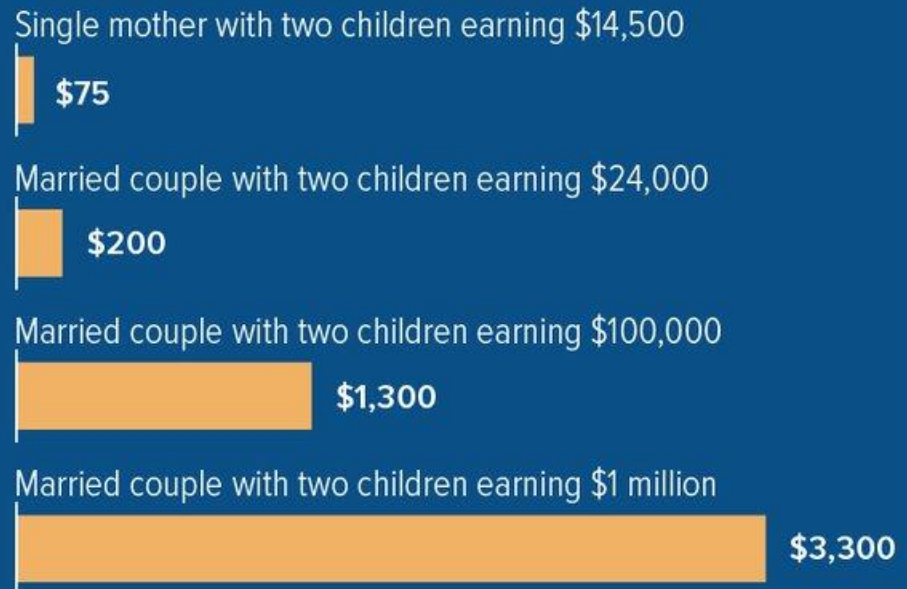 Single mother with two children earning $14,500
$75
Married couple with two children earning $24,000
$200
Married couple with two children earning $100,000
$1,300
Married couple with two children earning $1 million
$3,300